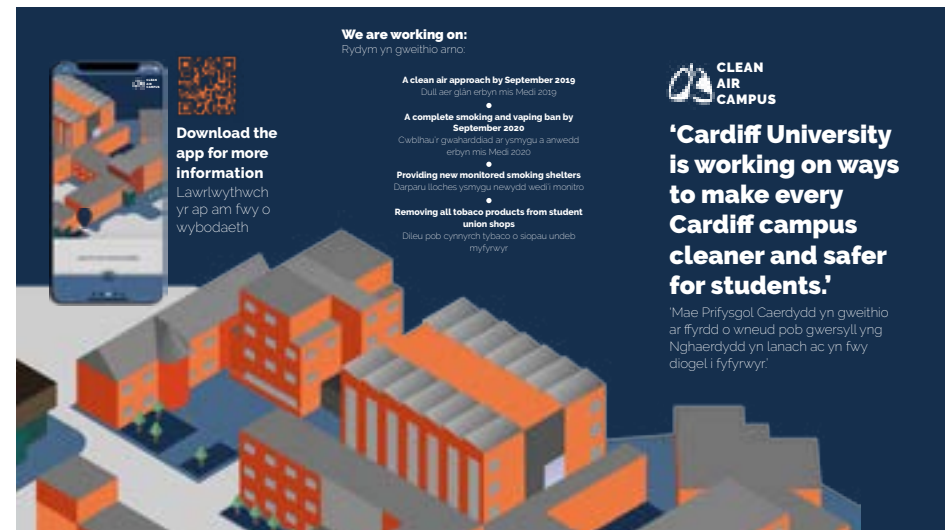 We are working on:
Rydym yn gweithio arno:
CLEAN
AIR
CAMPUS
Download the
app for more
information
Lawrlwythwch
yr ap am fwy o
wybodaeth
A clean air approach by September 2019
Dull aer glân erbyn mis Medi 2019
A complete smoking and vaping ban by
September 2020
Cwblhau'r gwaharddiad ar ysmygu a anwedd
erbyn mis Medi 2020
Providing new monitored smoking shelters
Darparu lloches ysmygu newydd wedi'i monitro
Removing all tobaco products from student
union shops
Dileu pob cynnyrch tybaco o siopau undeb
myfyrwyr
CLEAN
AIR
CAMPUS
'Cardiff University
is working on ways
to make every
Cardiff campus
cleaner and safer
for students.'
'Mae Prifysgol Caerdydd yn gweithio
ar ffyrdd o wneud pob gwersyll yng
Nghaerdydd yn lanach ac yn fwy
diogel i fyfyrwyr.'